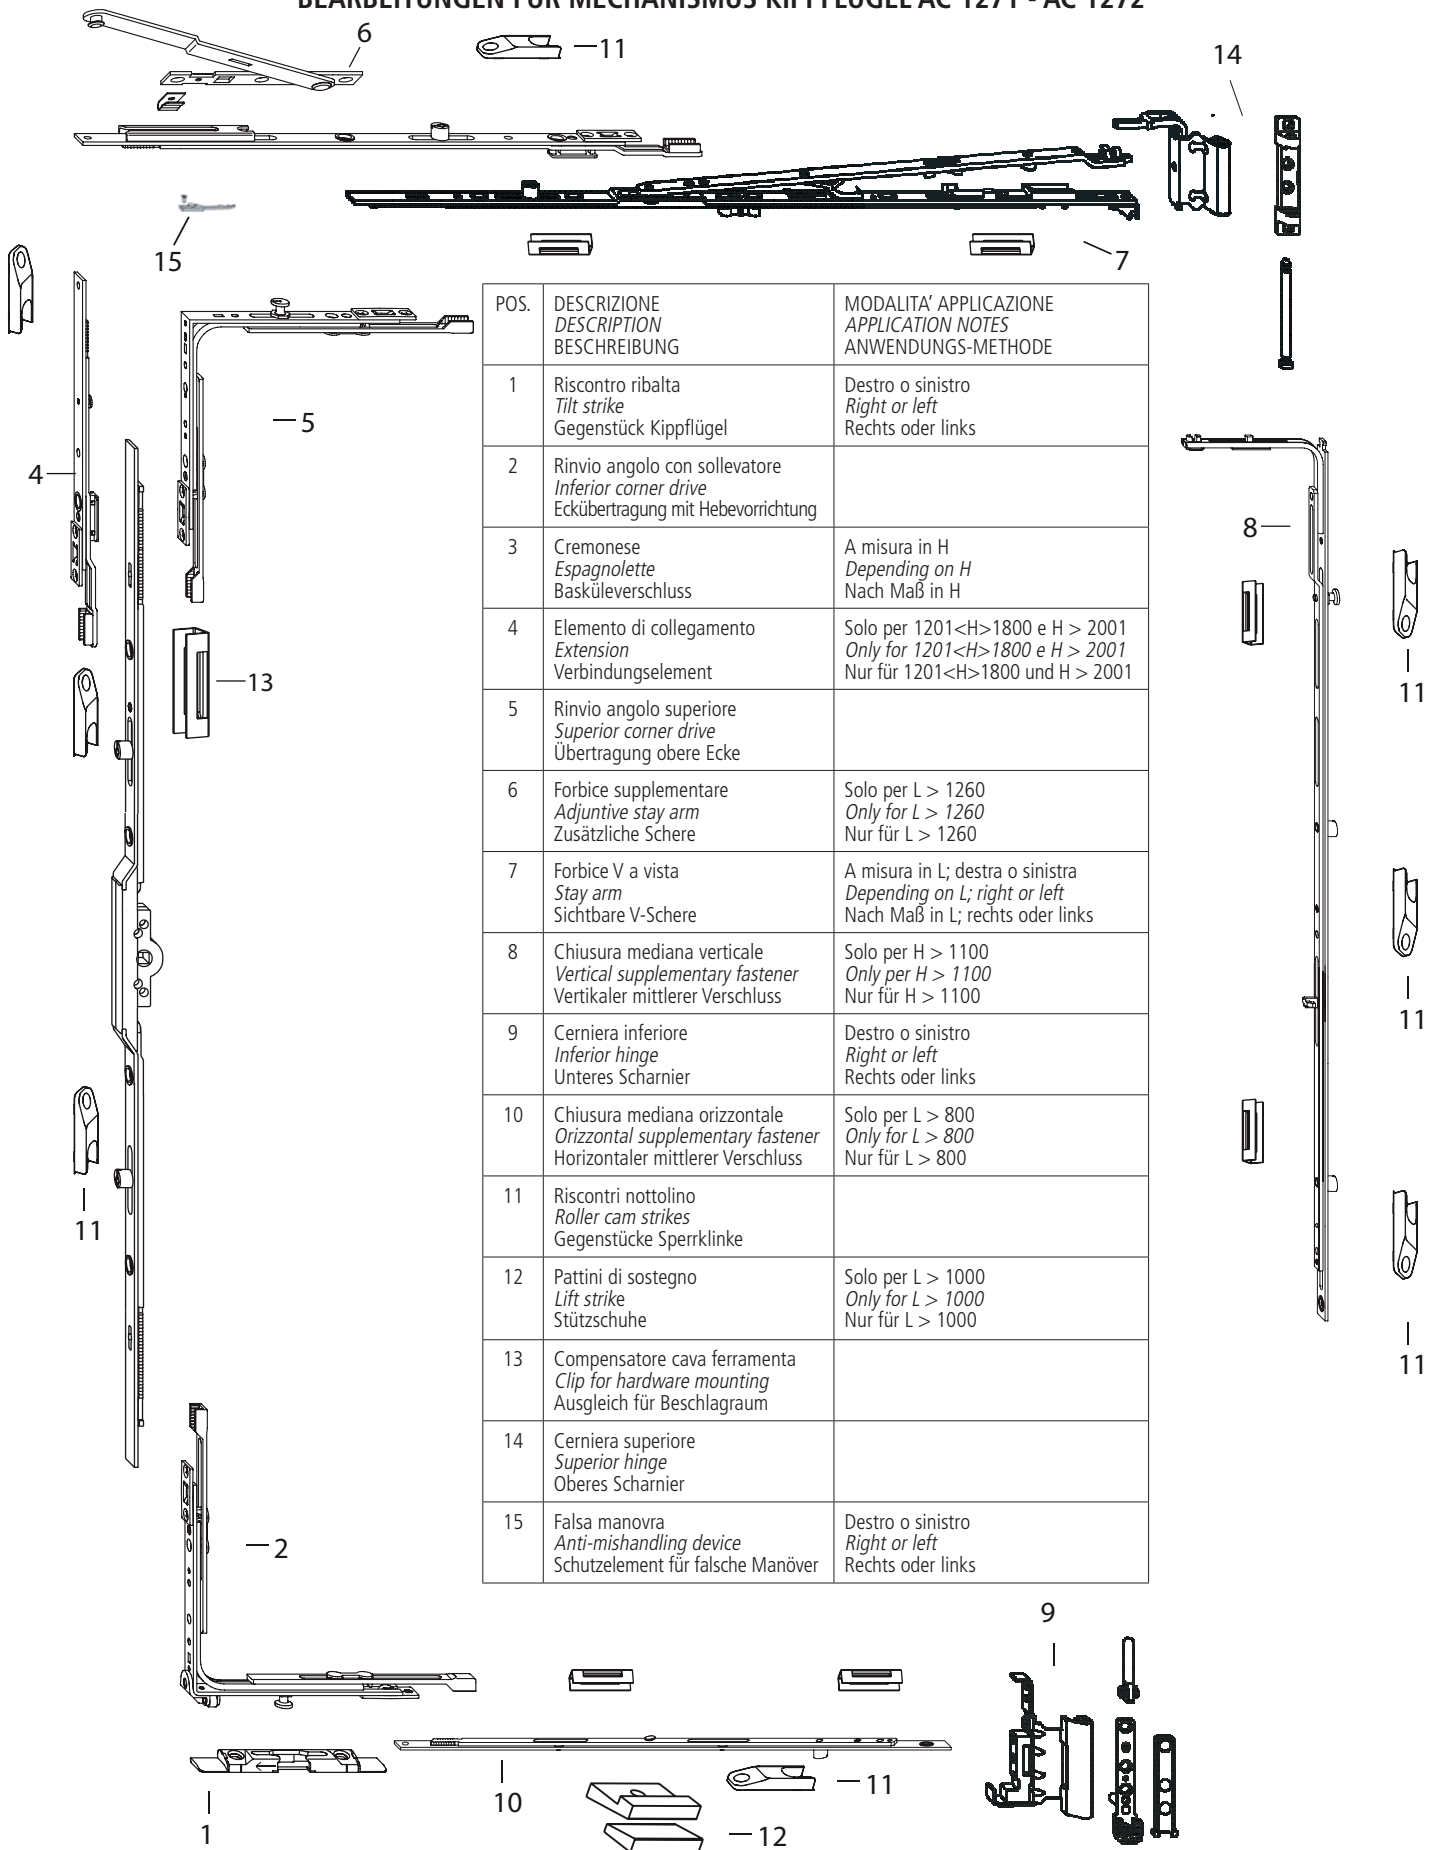 BEARBEITUNGEN FÜR MECHANISMUS KIPPFLÜGEL AC 1271 - AC 1272
6
11
14
15
7
POS.
DESCRIZIONE
DESCRIPTION
BESCHREIBUNG
MODALITA’ APPLICAZIONE
APPLICATION NOTES
ANWENDUNGS-METHODE
1
Riscontro ribalta
Tilt strike
Gegenstück Kippflügel
Destro o sinistro
Right or left
Rechts oder links
2
Rinvio angolo con sollevatore
Inferior corner drive
Eckübertragung mit Hebevorrichtung
3
Cremonese
Espagnolette
Basküleverschluss
A misura in H
Depending on H
Nach Maß in H
4
Elemento di collegamento
Extension
Verbindungselement
Solo per 1201<H>1800 e H > 2001
Only for 1201<H>1800 e H > 2001
Nur für 1201<H>1800 und H > 2001
5
Rinvio angolo superiore
Superior corner drive
Übertragung obere Ecke
6
Forbice supplementare
Adjuntive stay arm
Zusätzliche Schere
Solo per L > 1260
Only for L > 1260
Nur für L > 1260
7
Forbice V a vista
Stay arm
Sichtbare V-Schere
A misura in L; destra o sinistra
Depending on L; right or left
Nach Maß in L; rechts oder links
8
Chiusura mediana verticale
Vertical supplementary fastener
Vertikaler mittlerer Verschluss
Solo per H > 1100
Only per H > 1100
Nur für H > 1100
9
Cerniera inferiore
Inferior hinge
Unteres Scharnier
Destro o sinistro
Right or left
Rechts oder links
10
Chiusura mediana orizzontale
Orizzontal supplementary fastener
Horizontaler mittlerer Verschluss
Solo per L > 800
Only for L > 800
Nur für L > 800
11
Riscontri nottolino
Roller cam strikes
Gegenstücke Sperrklinke
12
Pattini di sostegno
Lift strike
Stützschuhe
Solo per L > 1000
Only for L > 1000
Nur für L > 1000
13
Compensatore cava ferramenta
Clip for hardware mounting
Ausgleich für Beschlagraum
14
Cerniera superiore
Superior hinge
Oberes Scharnier
15
Falsa manovra
Anti-mishandling device
Schutzelement für falsche Manöver
Destro o sinistro
Right or left
Rechts oder links
5
4
8
13
11
11
11
11
2
9
1
10
11
12